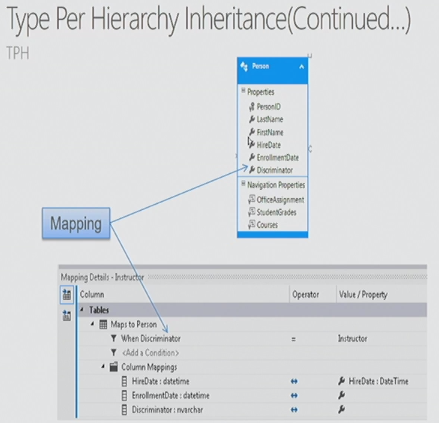 Type Per Hierarchy Inheritance(Continued...)
TPH
Person
Properties
PersonID
LastName
FirstName
HireDate
EnrollmentDate
Discriminator
Navigation Properties
OfficeAssignment
StudentGrades
Courses
Mapping
Mapping Details - Instructor
Column Operator Value / Property
Tables
Maps to Person
When Discriminator = Instructor
<Add a Condition>
Column Mappings
HireDate : datetime HireDate : DateTime
EnrollmentDate : datetime
Discriminator : nvarchar